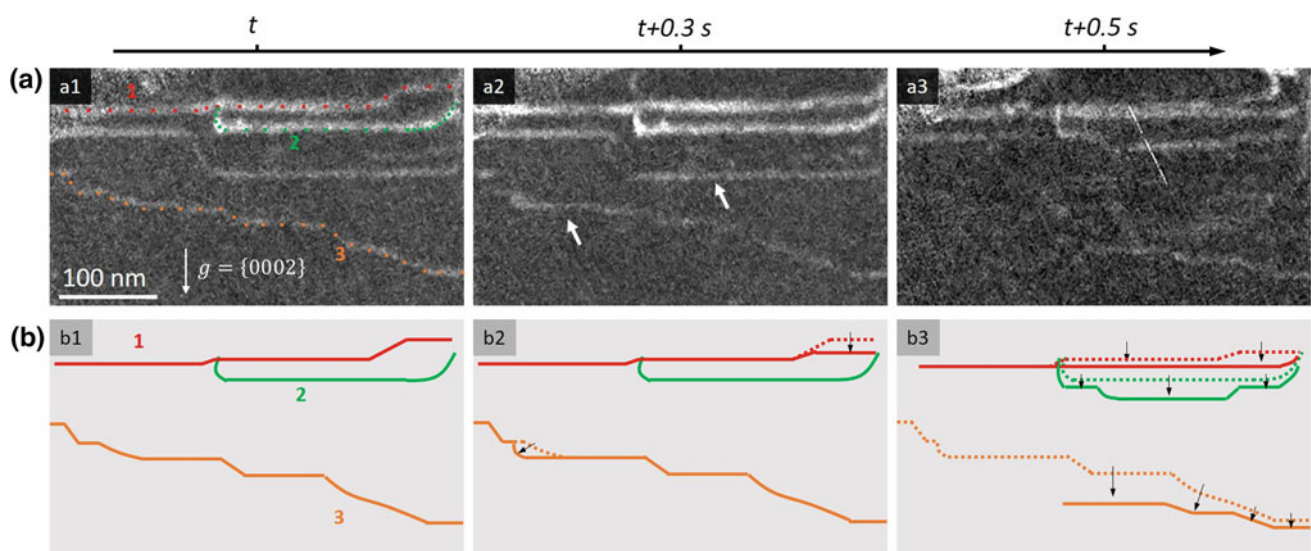 t t+0.3 s t+0.5 s
(a) a1 a2 a3
1
2
3
g = {0002}
100 nm
(b) b1 b2 b3
1
2
3